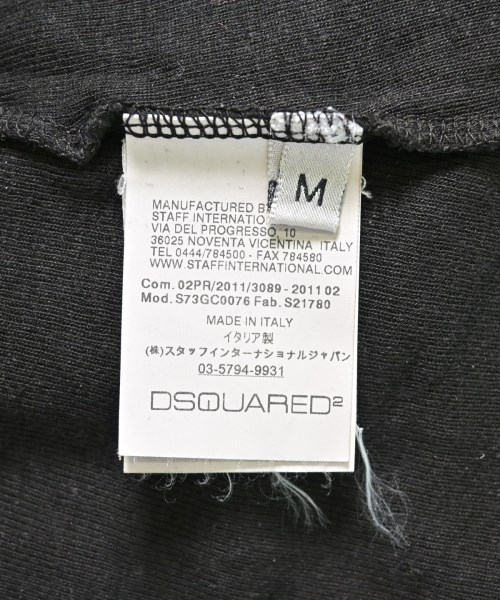 M
MANUFACTURED BY
STAFF INTERNATIONAL
VIA DEL PROGRESSO, 10
36025 NOVENTA VICENTINA ITALY
TEL 0444/784500 - FAX 784580
WWW.STAFFINTERNATIONAL.COM
Com. 02PR/2011/3089 - 2011 02
Mod. S73GC0076 Fab. S21780
MADE IN ITALY
イタリア製
(株)スタッフインターナショナルジャパン
03-5794-9931
DSQUARED²